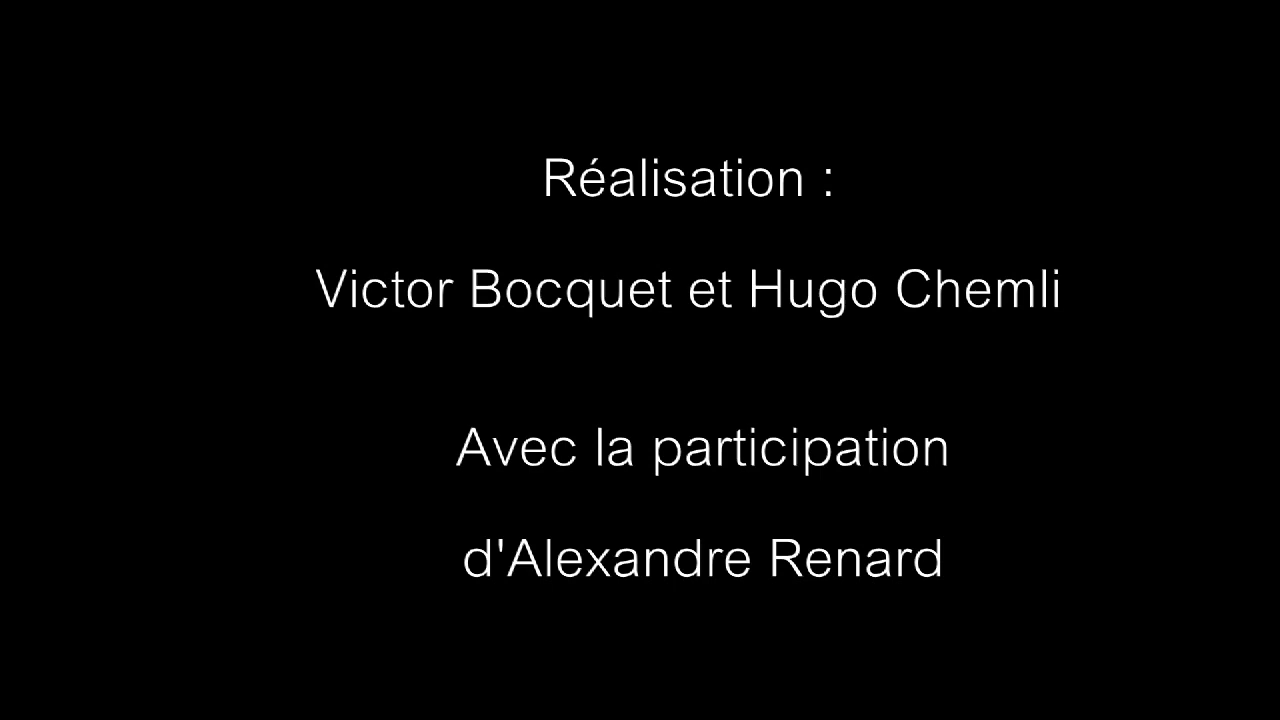 Réalisation :
Victor Bocquet et Hugo Chemli
Avec la participation
d'Alexandre Renard